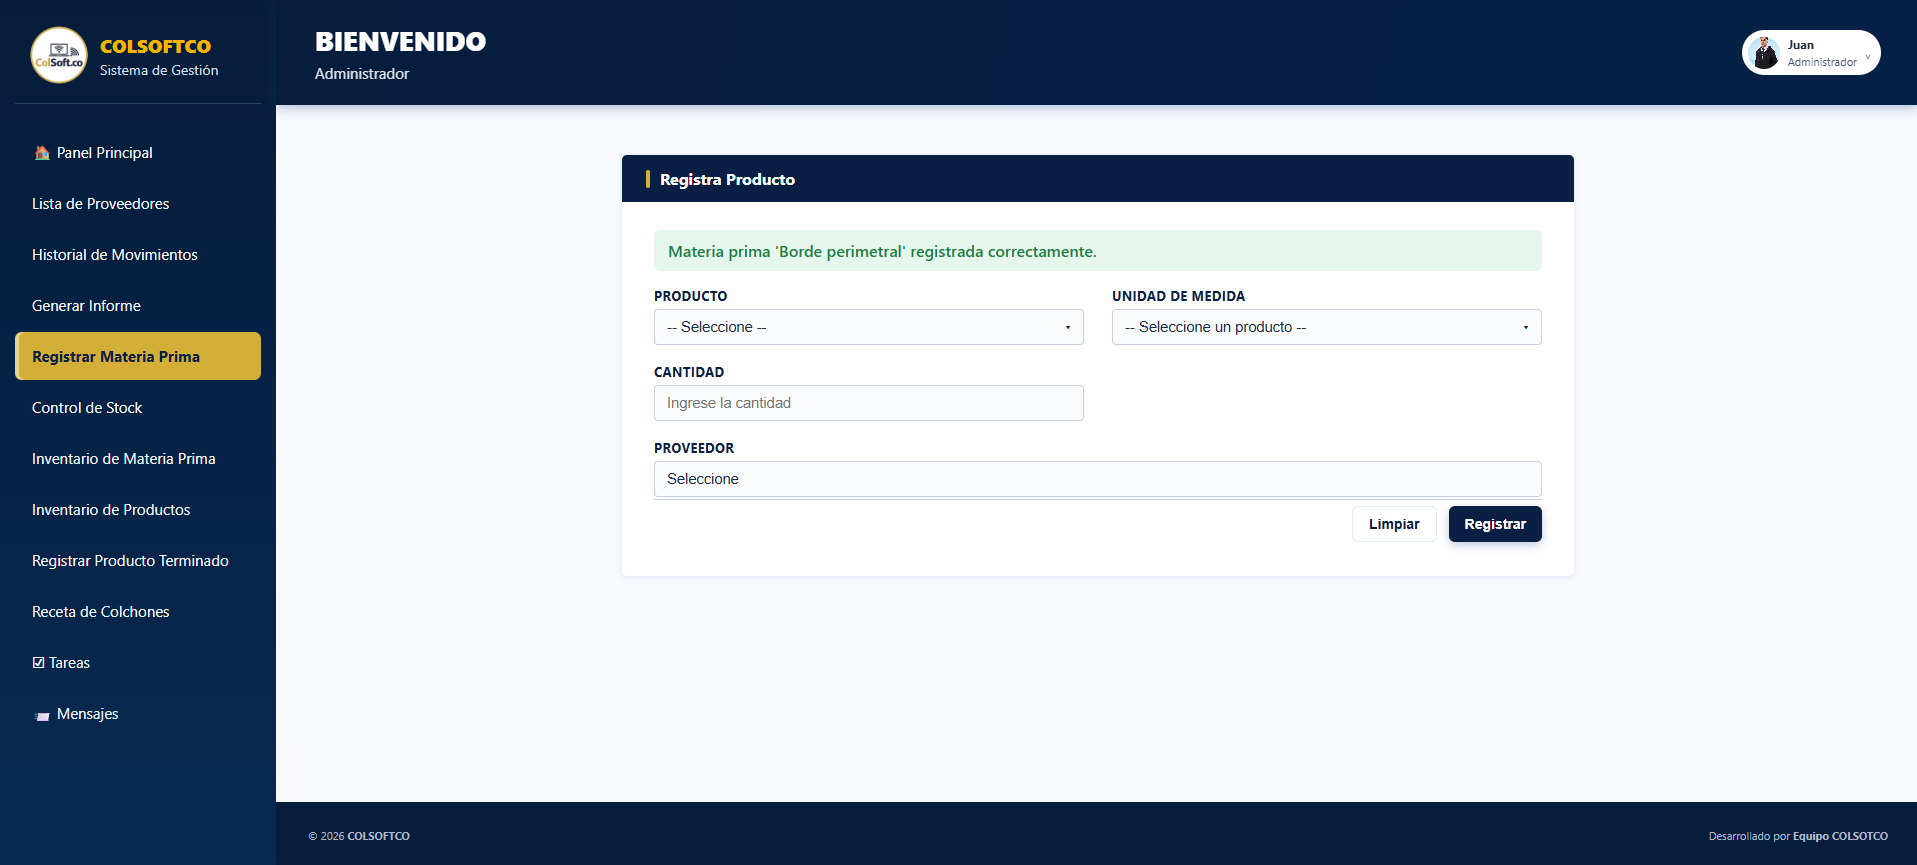 ColSoft.co
COLSOFTCO
Sistema de Gestión
Panel Principal
Lista de Proveedores
Historial de Movimientos
Generar Informe
Registrar Materia Prima
Control de Stock
Inventario de Materia Prima
Inventario de Productos
Registrar Producto Terminado
Receta de Colchones
Tareas
Mensajes
BIENVENIDO
Administrador
Juan
Administrador
Registra Producto
Materia prima 'Borde perimetral' registrada correctamente.
PRODUCTO
-- Seleccione --
UNIDAD DE MEDIDA
-- Seleccione un producto --
CANTIDAD
Ingrese la cantidad
PROVEEDOR
Seleccione
Limpiar
Registrar
© 2026 COLSOFTCO
Desarrollado por Equipo COLSOTCO